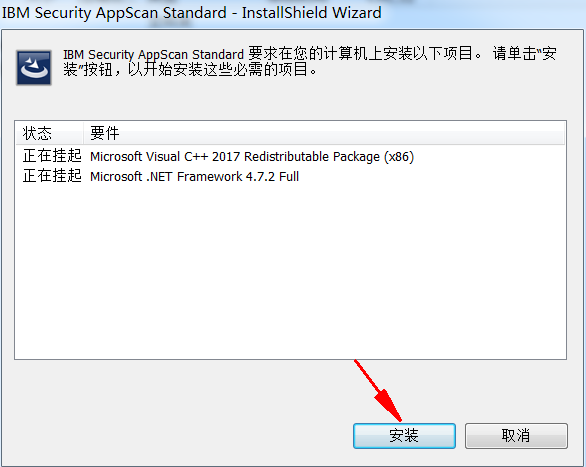 IBM Security AppScan Standard - InstallShield Wizard
IBM Security AppScan Standard 要求在您的计算机上安装以下项目。 请单击“安
装”按钮，以开始安装这些必需的项目。
状态 要件
正在挂起 Microsoft Visual C++ 2017 Redistributable Package (x86)
正在挂起 Microsoft .NET Framework 4.7.2 Full
安装 取消